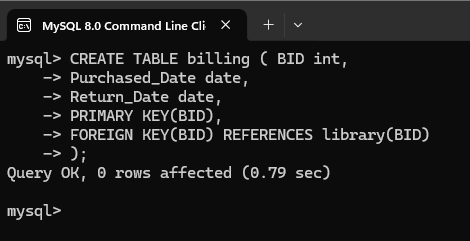 MySQL 8.0 Command Line Cli
mysql> CREATE TABLE billing ( BID int,
    -> Purchased_Date date,
    -> Return_Date date,
    -> PRIMARY KEY(BID),
    -> FOREIGN KEY(BID) REFERENCES library(BID)
    -> );
Query OK, 0 rows affected (0.79 sec)
mysql>